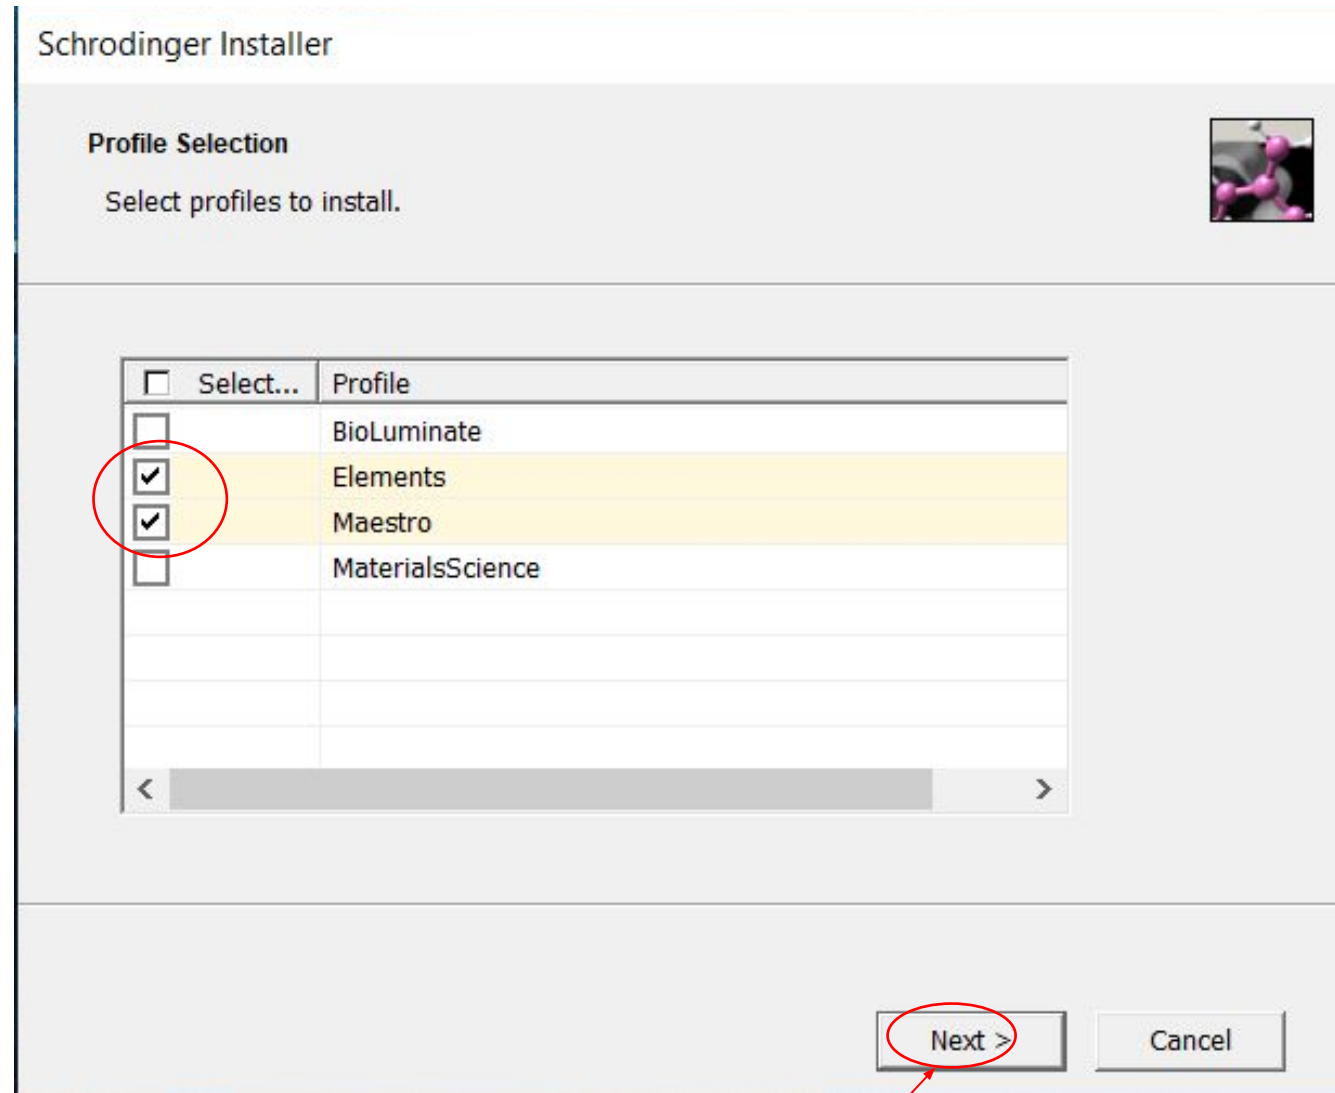 Schrodinger Installer
Profile Selection
Select profiles to install.
Select... Profile
BioLuminate
Elements
Maestro
MaterialsScience
Next > Cancel